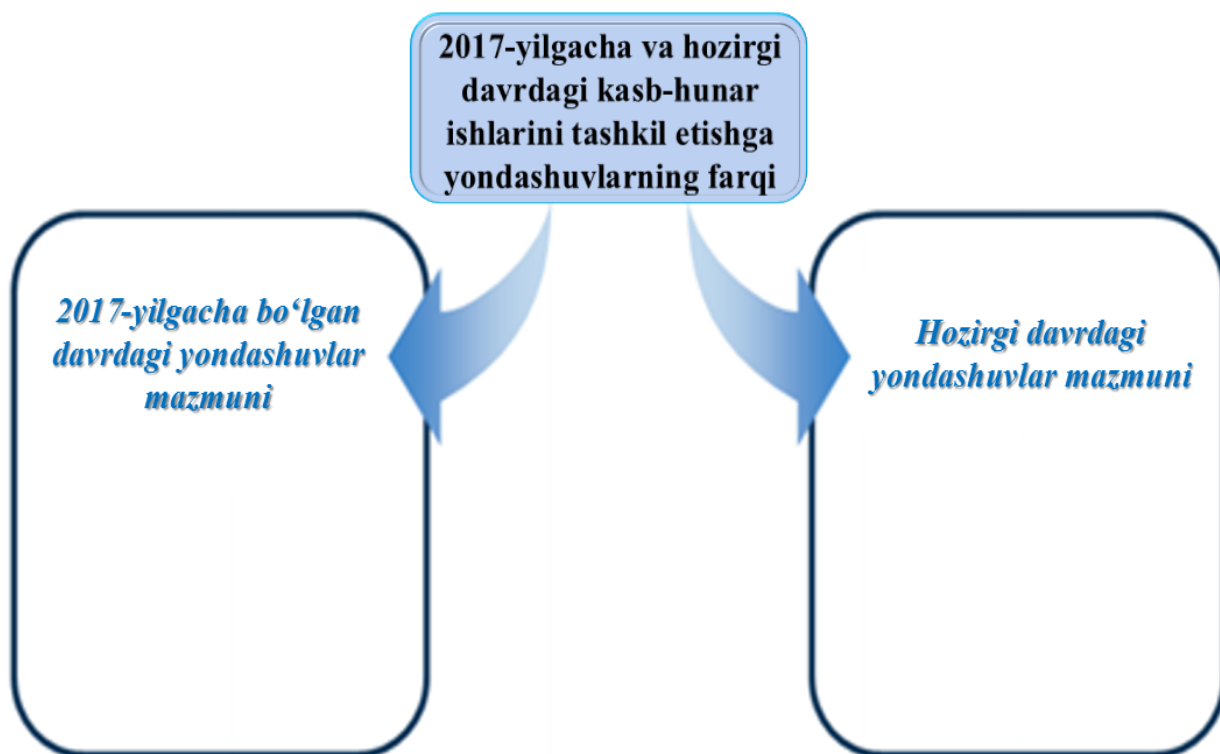 2017-yilgacha va hozirgi
davrdagi kasb-hunar
ishlarini tashkil etishga
yondashuvlarning farqi
2017-yilgacha bo‘lgan
davrdagi yondashuvlar
mazmuni
Hozirgi davrdagi
yondashuvlar mazmuni